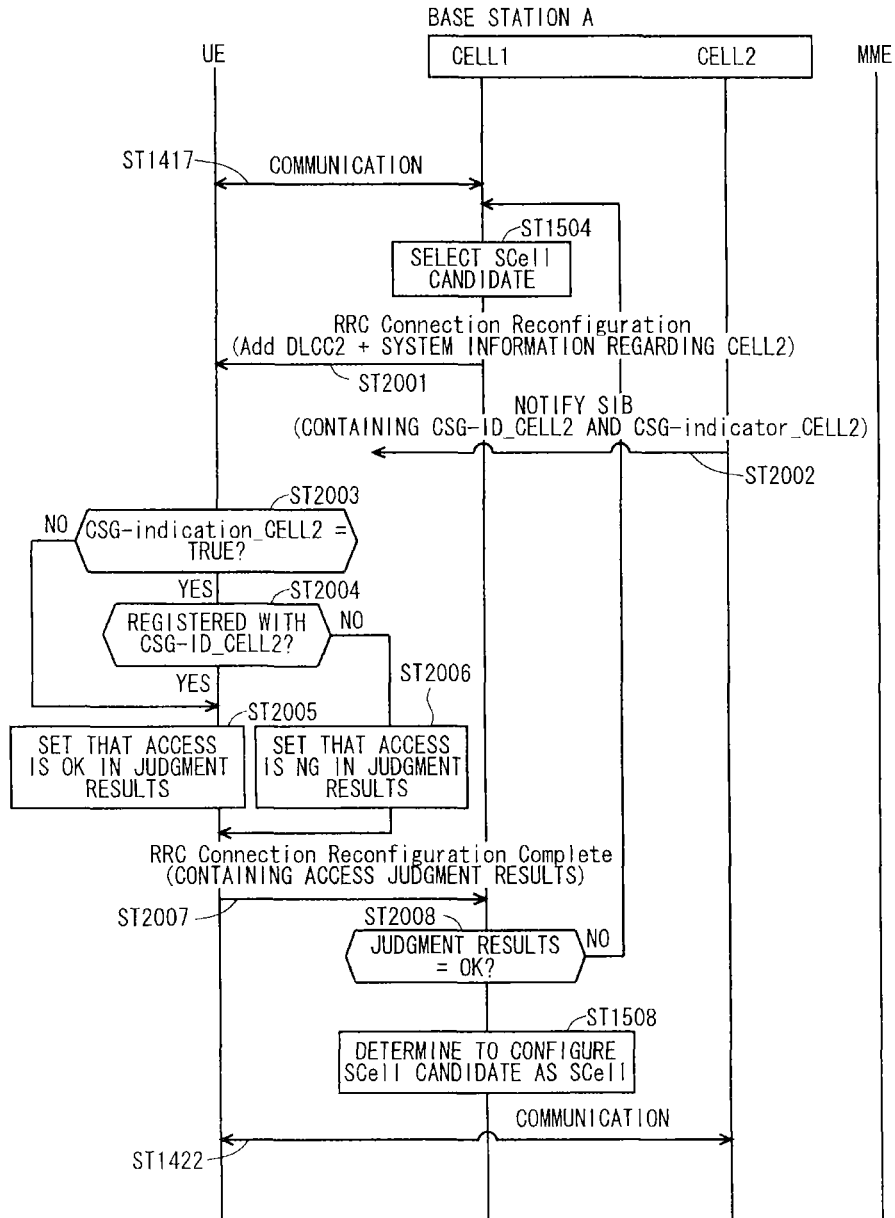 BASE STATION A
UE
CELL1
CELL2
MME
ST1417
COMMUNICATION
ST1504
SELECT SCell
CANDIDATE
RRC Connection Reconfiguration
(Add DLCC2 + SYSTEM INFORMATION REGARDING CELL2)
ST2001
NOTIFY SIB
(CONTAINING CSG-ID_CELL2 AND CSG-indicator_CELL2)
ST2002
ST2003
NO
CSG-indication_CELL2 =
TRUE?
YES
ST2004
REGISTERED WITH
CSG-ID_CELL2?
NO
YES
ST2005
ST2006
SET THAT ACCESS
IS OK IN JUDGMENT
RESULTS
SET THAT ACCESS
IS NG IN JUDGMENT
RESULTS
RRC Connection Reconfiguration Complete
(CONTAINING ACCESS JUDGMENT RESULTS)
ST2007
ST2008
JUDGMENT RESULTS
= OK?
NO
ST1508
DETERMINE TO CONFIGURE
SCell CANDIDATE AS SCell
COMMUNICATION
ST1422